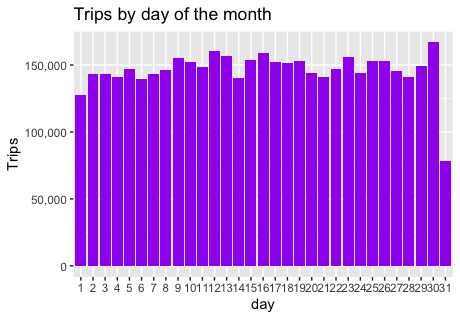 Trips by day of the month
Trips
150,000
100,000
50,000
0
1 2 3 4 5 6 7 8 9 10 11 12 13 14 15 16 17 18 19 20 21 22 23 24 25 26 27 28 29 30 31
day